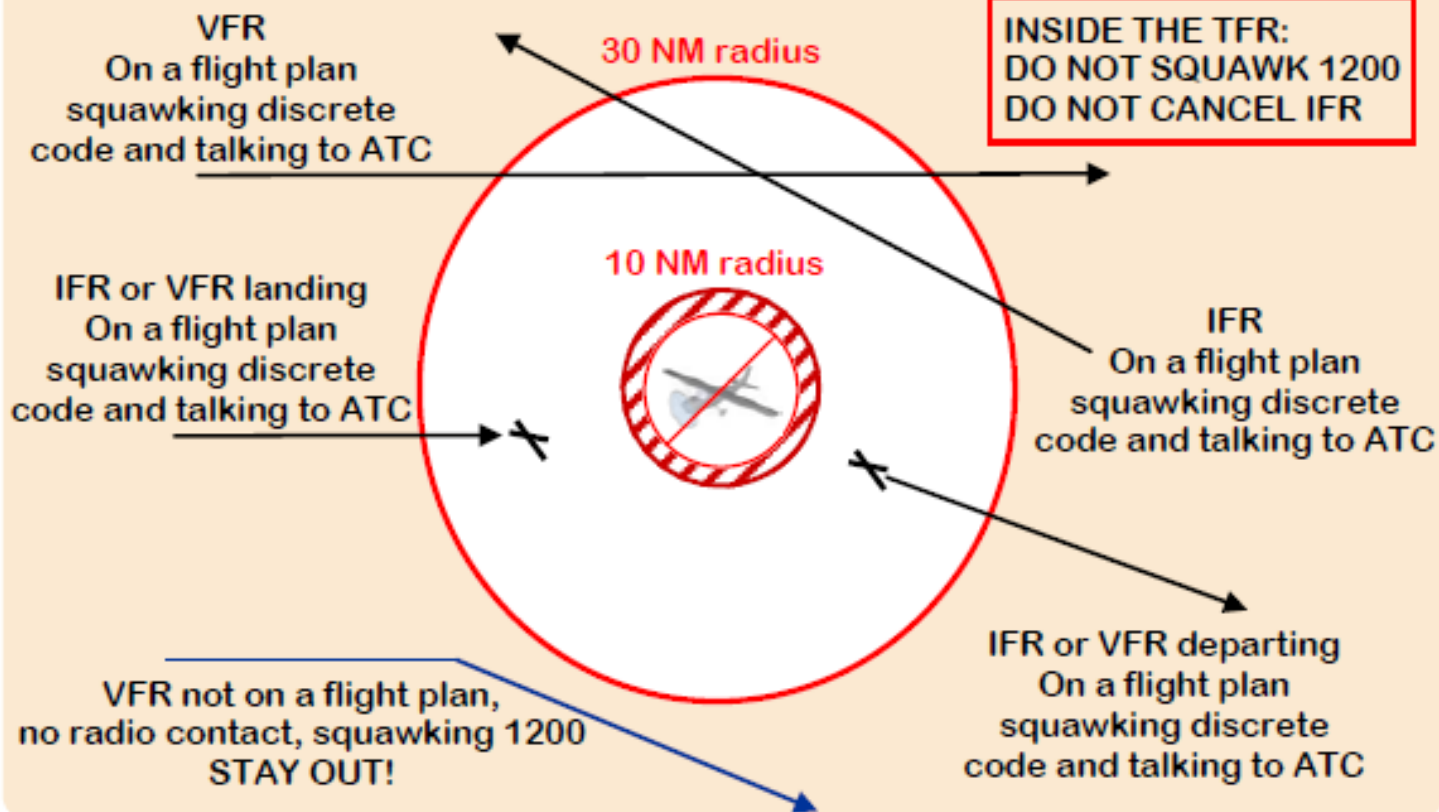 VFR
On a flight plan
squawking discrete
code and talking to ATC
30 NM radius
INSIDE THE TFR:
DO NOT SQUAWK 1200
DO NOT CANCEL IFR
10 NM radius
IFR or VFR landing
On a flight plan
squawking discrete
code and talking to ATC
IFR
On a flight plan
squawking discrete
code and talking to ATC
VFR not on a flight plan,
no radio contact, squawking 1200
STAY OUT!
IFR or VFR departing
On a flight plan
squawking discrete
code and talking to ATC